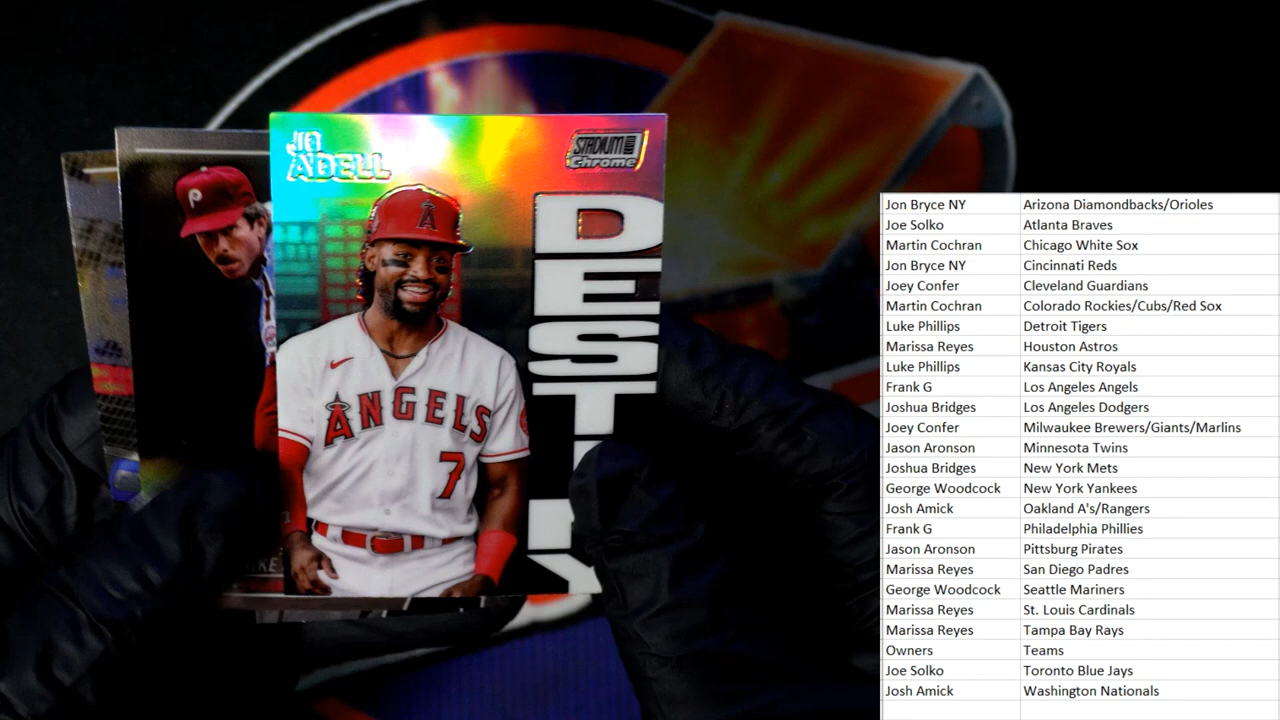 JO
ADELL
STADIUM
Chrome
DESTINY
P
A
ANGELS
7
Jon Bryce NY Arizona Diamondbacks/Orioles
Joe Solko Atlanta Braves
Martin Cochran Chicago White Sox
Jon Bryce NY Cincinnati Reds
Joey Confer Cleveland Guardians
Martin Cochran Colorado Rockies/Cubs/Red Sox
Luke Phillips Detroit Tigers
Marissa Reyes Houston Astros
Luke Phillips Kansas City Royals
Frank G Los Angeles Angels
Joshua Bridges Los Angeles Dodgers
Joey Confer Milwaukee Brewers/Giants/Marlins
Jason Aronson Minnesota Twins
Joshua Bridges New York Mets
George Woodcock New York Yankees
Josh Amick Oakland A's/Rangers
Frank G Philadelphia Phillies
Jason Aronson Pittsburg Pirates
Marissa Reyes San Diego Padres
George Woodcock Seattle Mariners
Marissa Reyes St. Louis Cardinals
Marissa Reyes Tampa Bay Rays
Owners Teams
Joe Solko Toronto Blue Jays
Josh Amick Washington Nationals